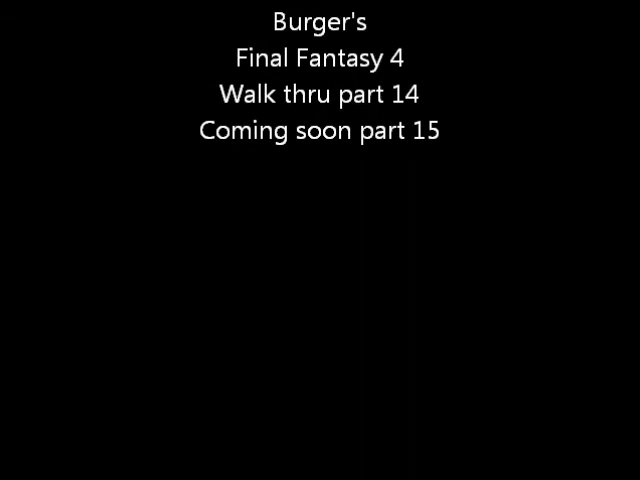 Burger's
Final Fantasy 4
Walk thru part 14
Coming soon part 15